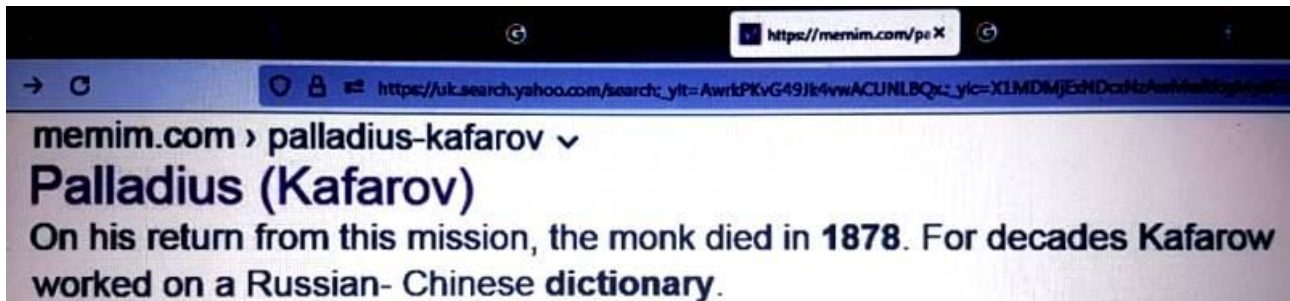 https://memim.com/pa
https://uk.search.yahoo.com/search;_ylt=AwrkPKvG49Jk4vwACUNLBQx.;_ylc=
memim.com › palladius-kafarov
Palladius (Kafarov)
On his return from this mission, the monk died in 1878. For decades Kafarow
worked on a Russian- Chinese dictionary.